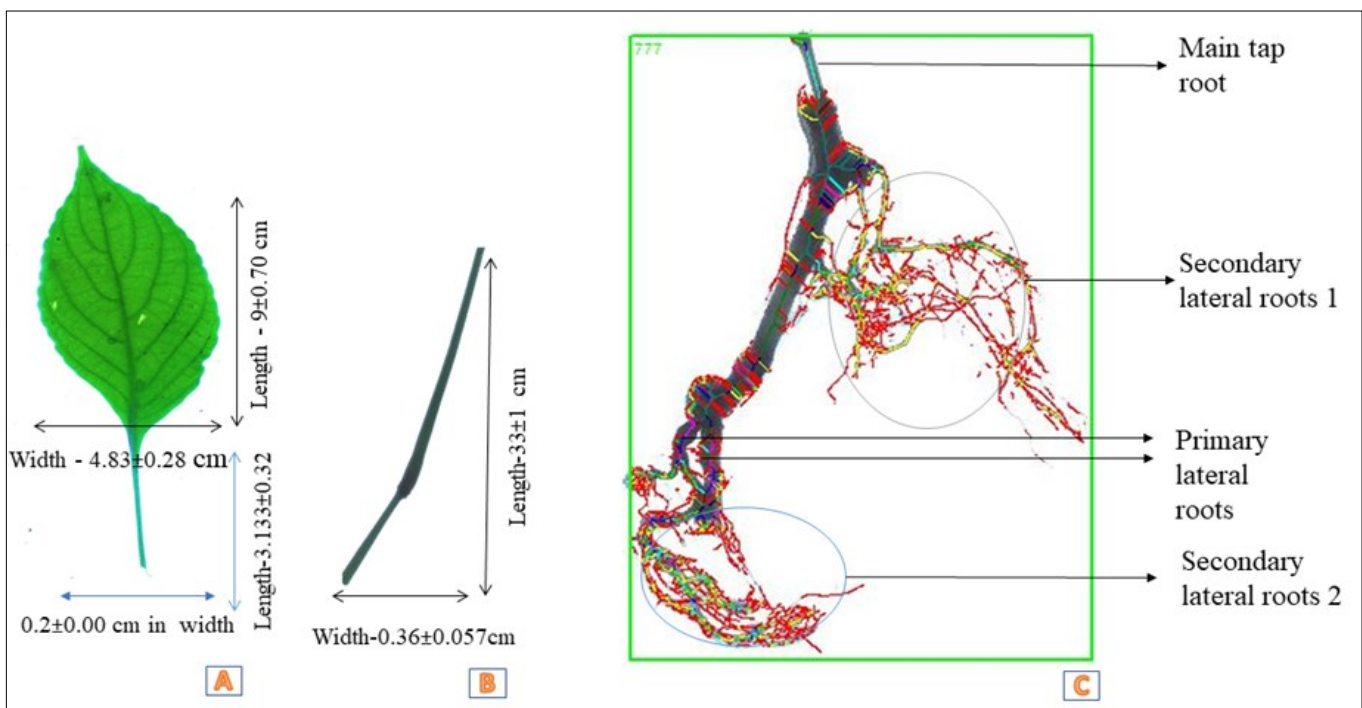 Length - 9±0.70 cm
Width - 4.83±0.28 cm
Length-3.133±0.32
0.2±0.00 cm in width
A
Length-33±1 cm
Width-0.36±0.057cm
B
777
Main tap
root
Secondary
lateral roots 1
Primary
lateral
roots
Secondary
lateral roots 2
C